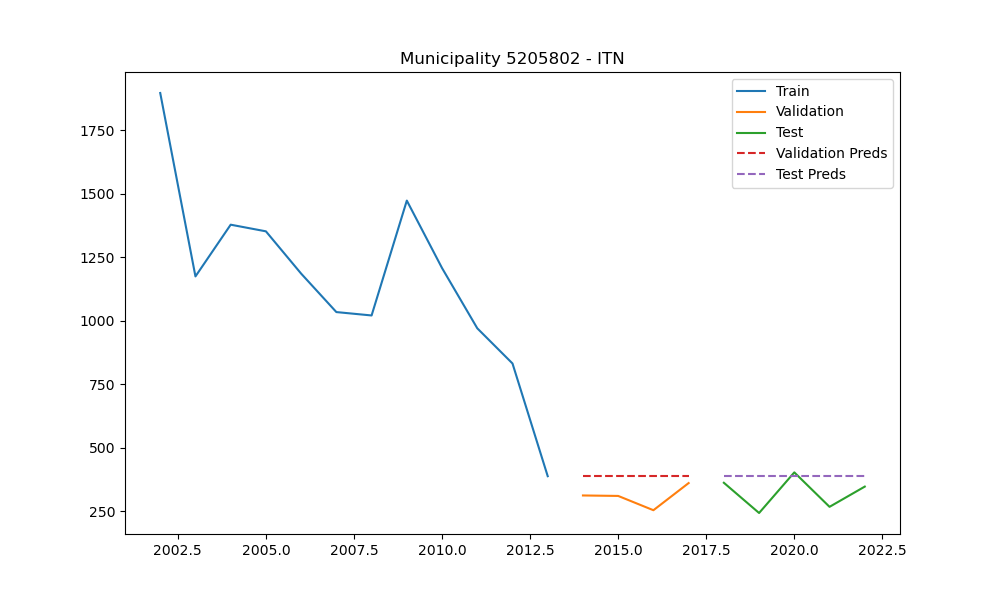 Municipality 5205802 - ITN
Train
Validation
Test
Validation Preds
Test Preds
1750
1500
1250
1000
750
500
250
2002.5 2005.0 2007.5 2010.0 2012.5 2015.0 2017.5 2020.0 2022.5